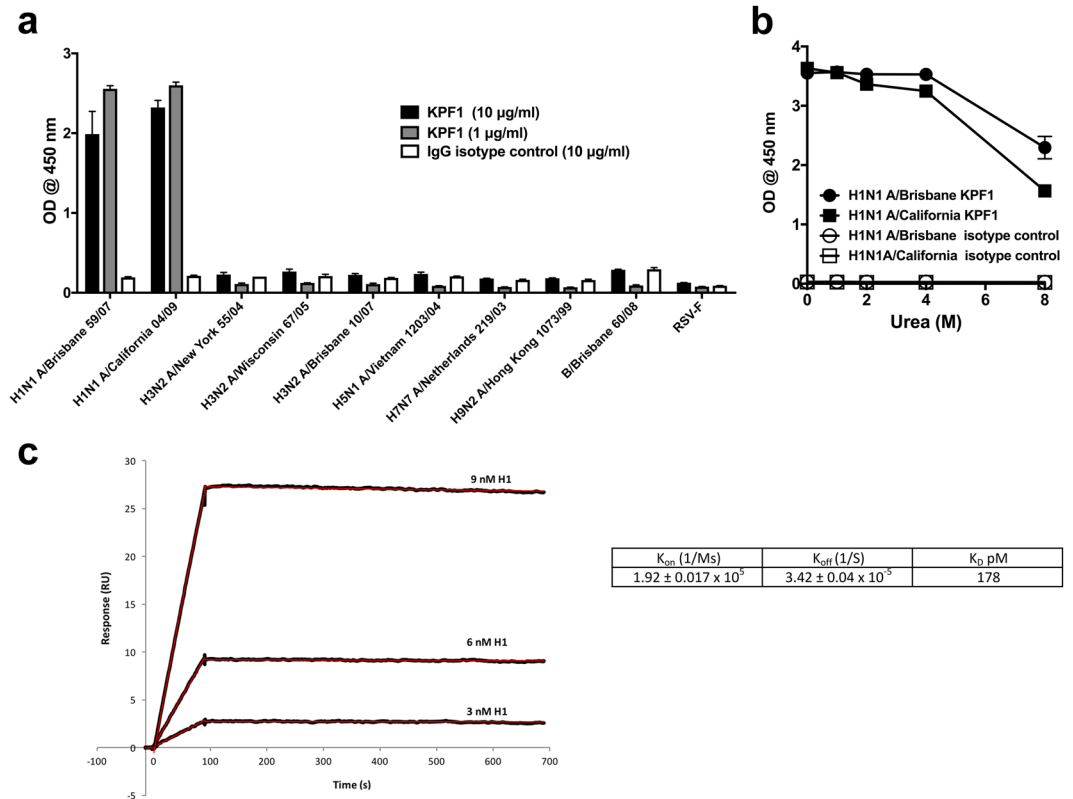 a
3
2
1
0
OD @ 450 nm
KPF1 (10 µg/ml)
KPF1 (1 µg/ml)
IgG isotype control (10 µg/ml)
H1N1 A/Brisbane 59/07
H1N1 A/California 04/09
H3N2 A/New York 55/04
H3N2 A/Wisconsin 67/05
H3N2 A/Brisbane 10/07
H5N1 A/Vietnam 1203/04
H7N7 A/Netherlands 219/03
H9N2 A/Hong Kong 1073/99
B/Brisbane 60/08
RSV-F
b
4
3
2
1
0
OD @ 450 nm
H1N1 A/Brisbane KPF1
H1N1 A/California KPF1
H1N1 A/Brisbane isotype control
H1N1A/California isotype control
0 2 4 6 8
Urea (M)
c
30
25
20
15
10
5
0
-5
Response (RU)
9 nM H1
6 nM H1
3 nM H1
-100 0 100 200 300 400 500 600 700
Time (s)
Kon (1/Ms) Koff (1/S) KD pM
1.92 ± 0.017 x 10^5 3.42 ± 0.04 x 10^-5 178